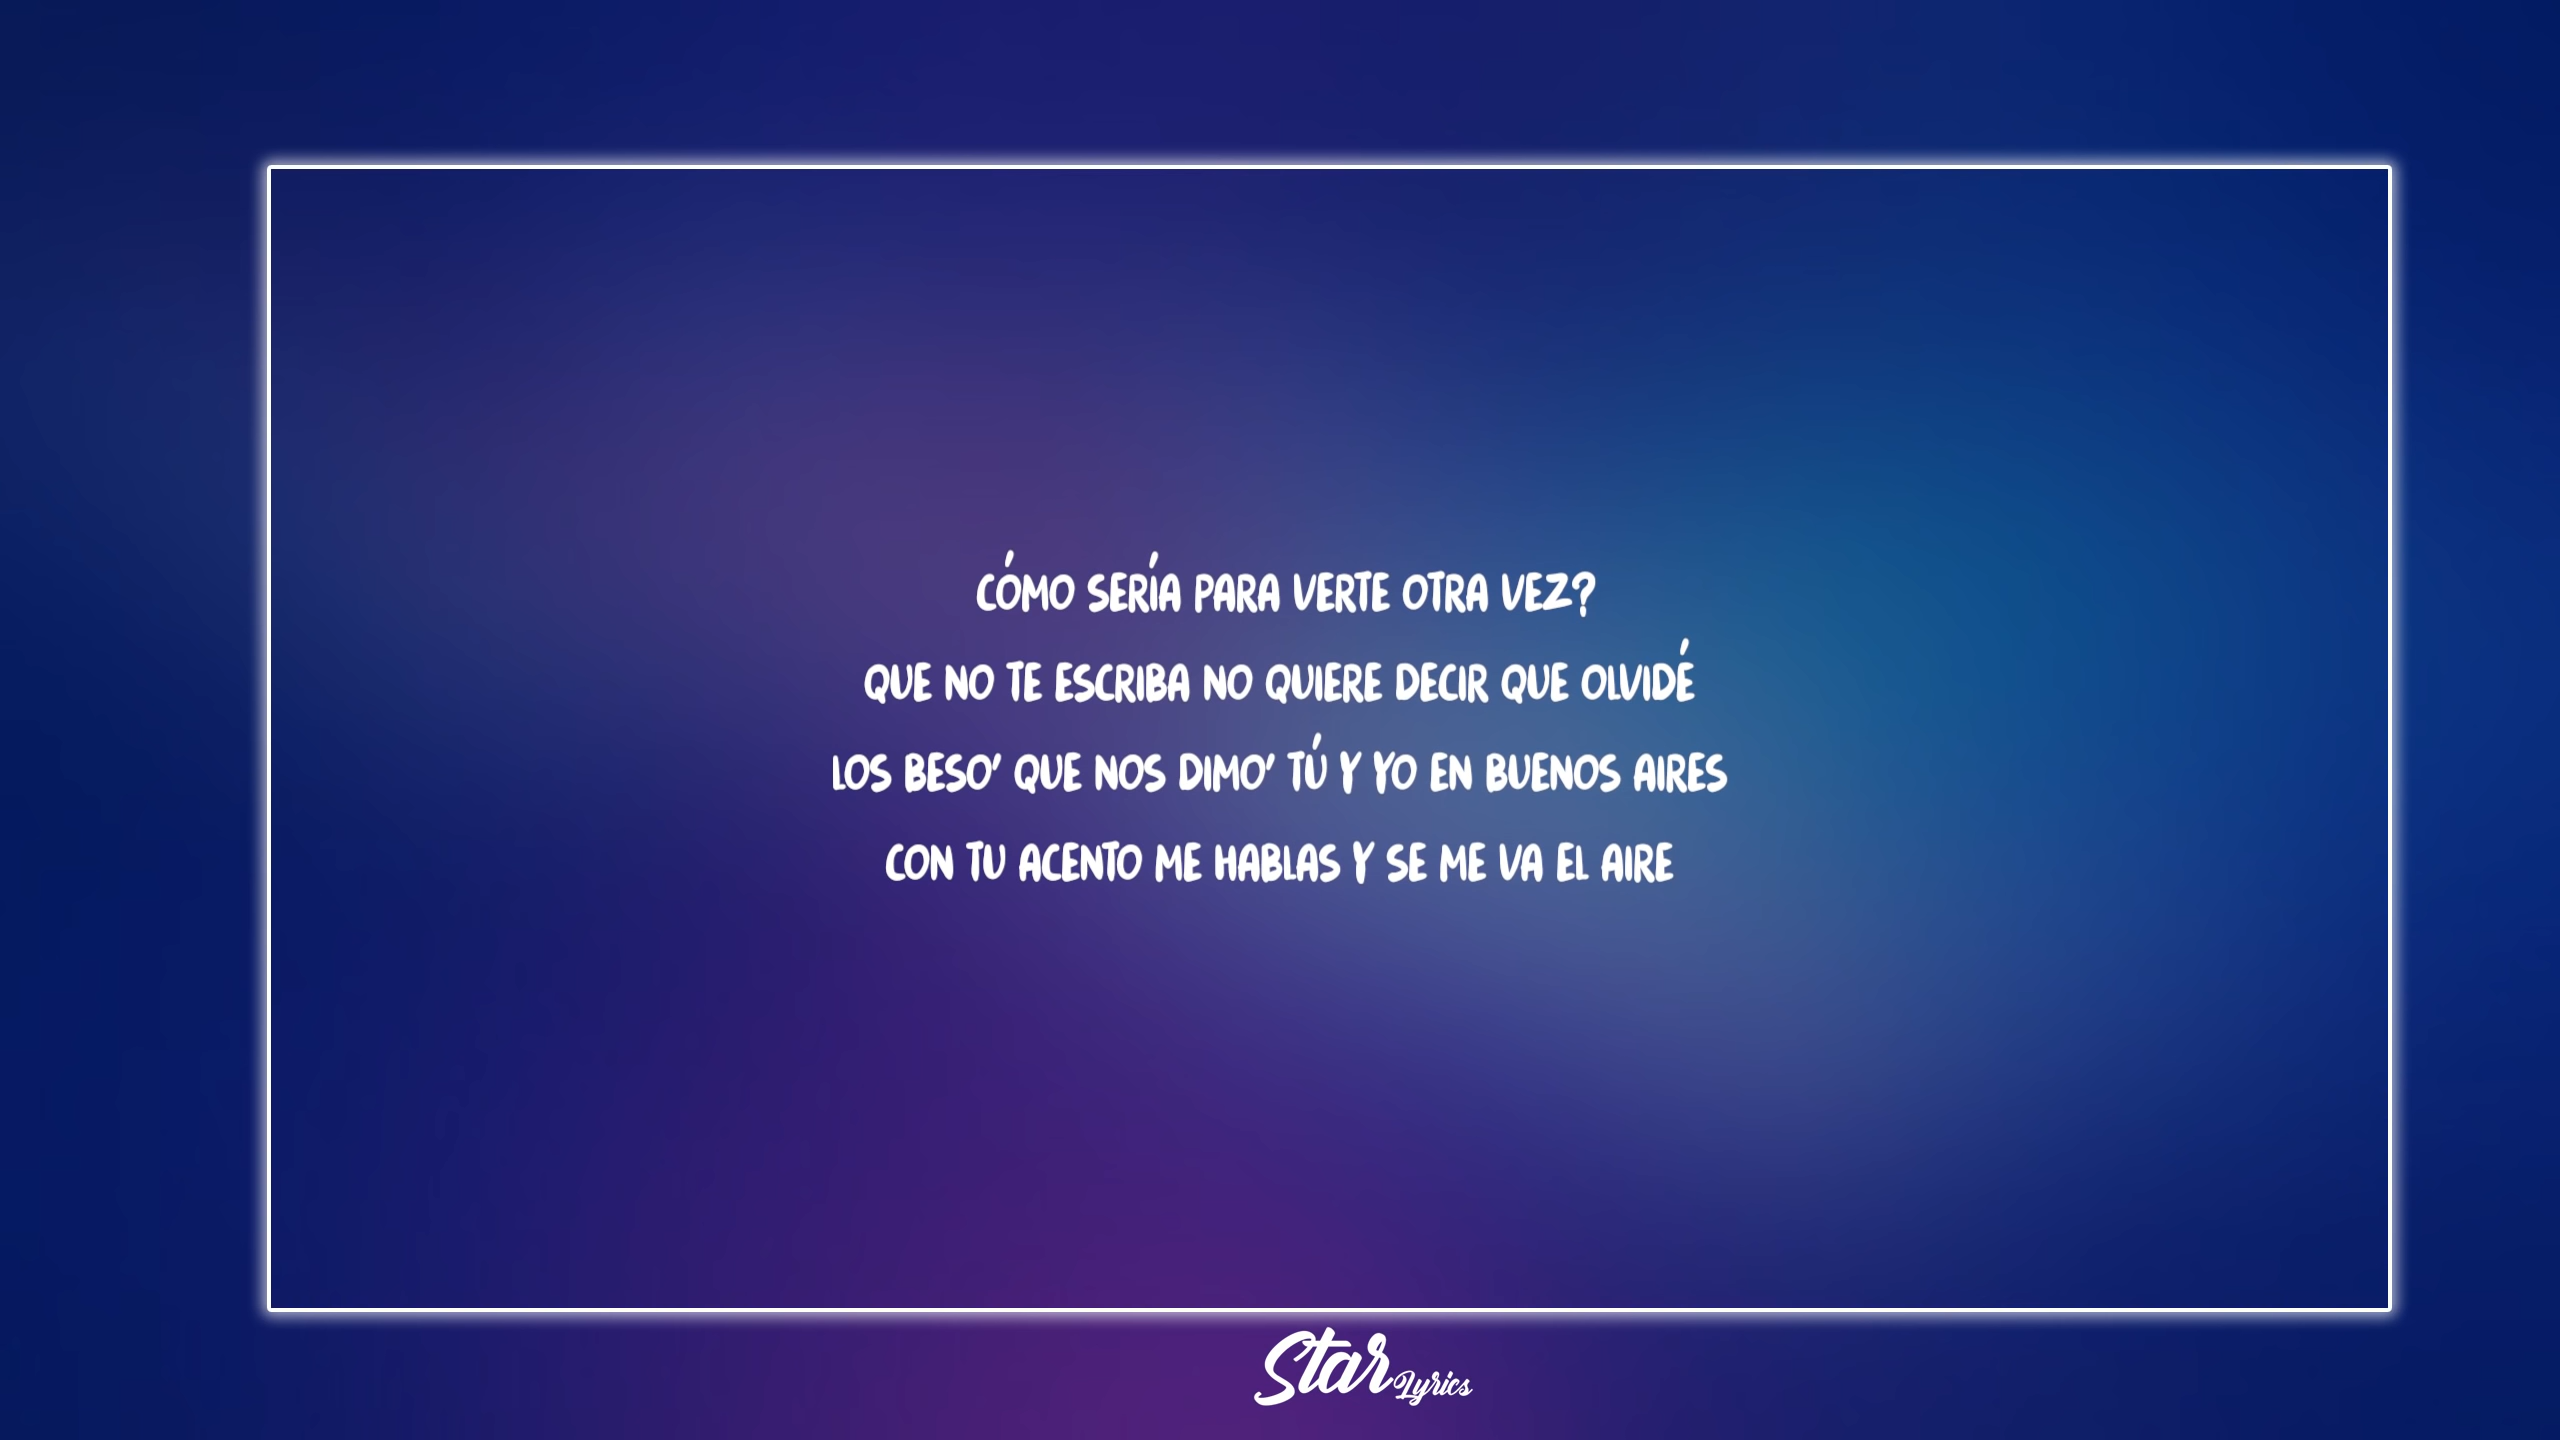 CÓMO SERÍA PARA VERTE OTRA VEZ?
QUE NO TE ESCRIBA NO QUIERE DECIR QUE OLVIDÉ
LOS BESO' QUE NOS DIMO' TÚ Y YO EN BUENOS AIRES
CON TU ACENTO ME HABLAS Y SE ME VA EL AIRE
Star Lyrics